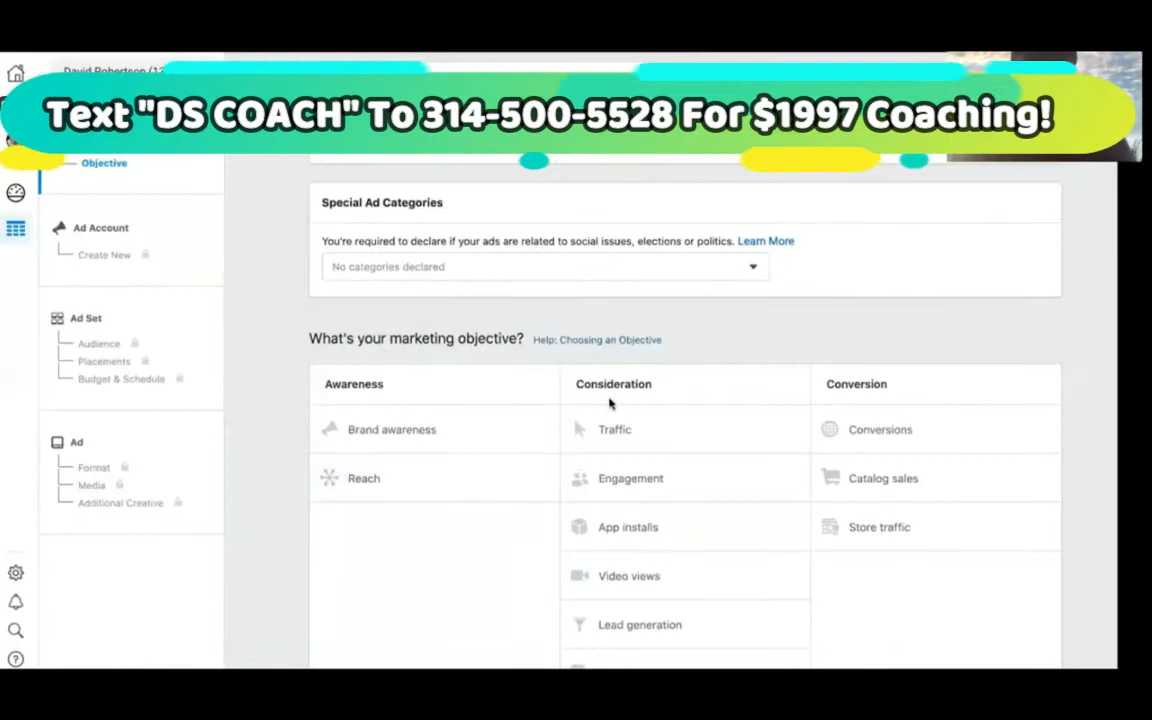 David Robertson (12
Text "DS COACH" To 314-500-5528 For $1997 Coaching!
Objective
Ad Account
Create New
Ad Set
Audience
Placements
Budget & Schedule
Ad
Format
Media
Additional Creative
Special Ad Categories
You're required to declare if your ads are related to social issues, elections or politics. Learn More
No categories declared
What's your marketing objective? Help: Choosing an Objective
Awareness
Consideration
Conversion
Brand awareness
Traffic
Conversions
Reach
Engagement
Catalog sales
App installs
Store traffic
Video views
Lead generation